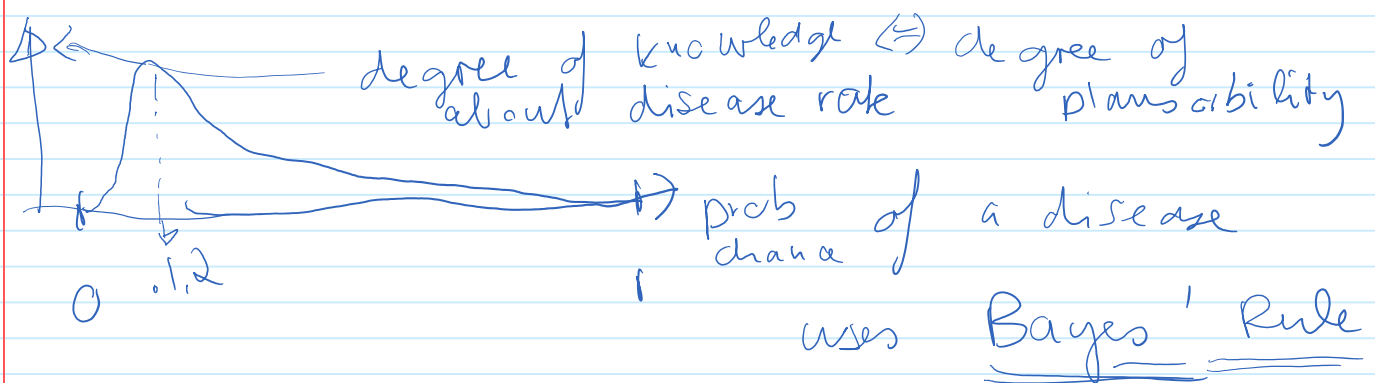 degree of knowledge ⇔ degree of
about disease rate plausibility
prob of a disease
chance
0 .1.2 1
uses Bayes' Rule